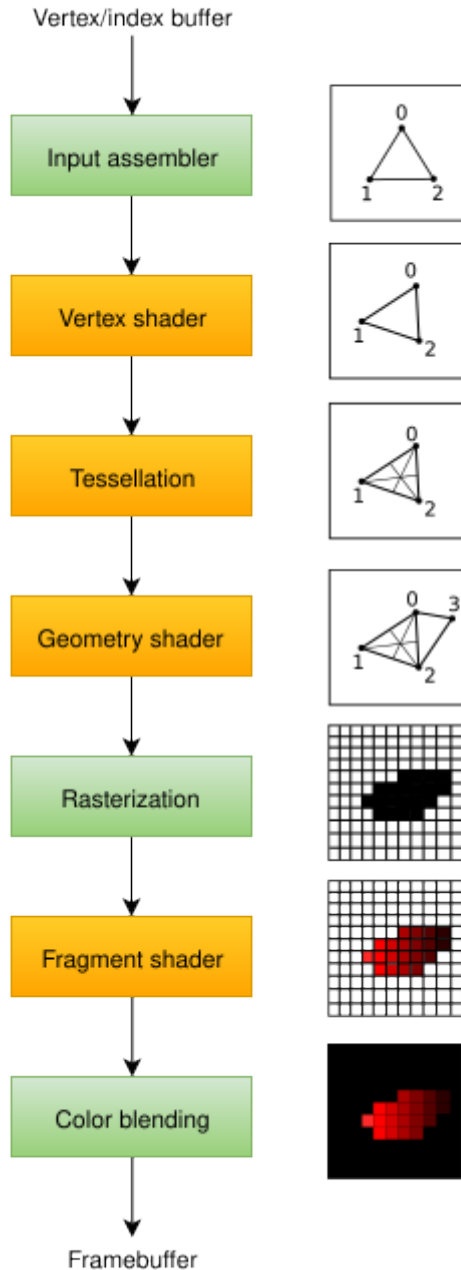 Vertex/index buffer
Input assembler
0
1
2
Vertex shader
0
1
2
Tessellation
0
1
2
Geometry shader
0
3
1
2
Rasterization
Fragment shader
Color blending
Framebuffer